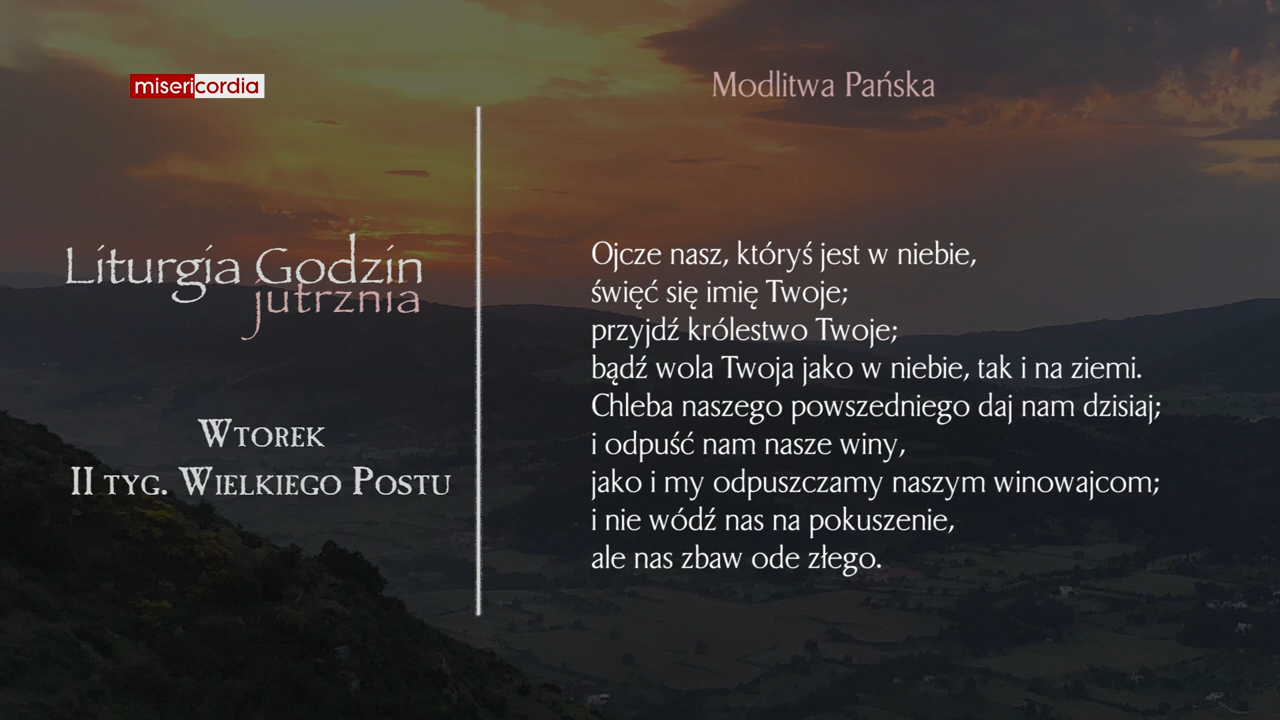 misericordia
Liturgia Godzin
jutrznia
Wtorek
II tyg. Wielkiego Postu
Modlitwa Pańska
Ojcze nasz, któryś jest w niebie,
święć się imię Twoje;
przyjdź królestwo Twoje;
bądź wola Twoja jako w niebie, tak i na ziemi.
Chleba naszego powszedniego daj nam dzisiaj;
i odpuść nam nasze winy,
jako i my odpuszczamy naszym winowajcom;
i nie wódź nas na pokuszenie,
ale nas zbaw ode złego.